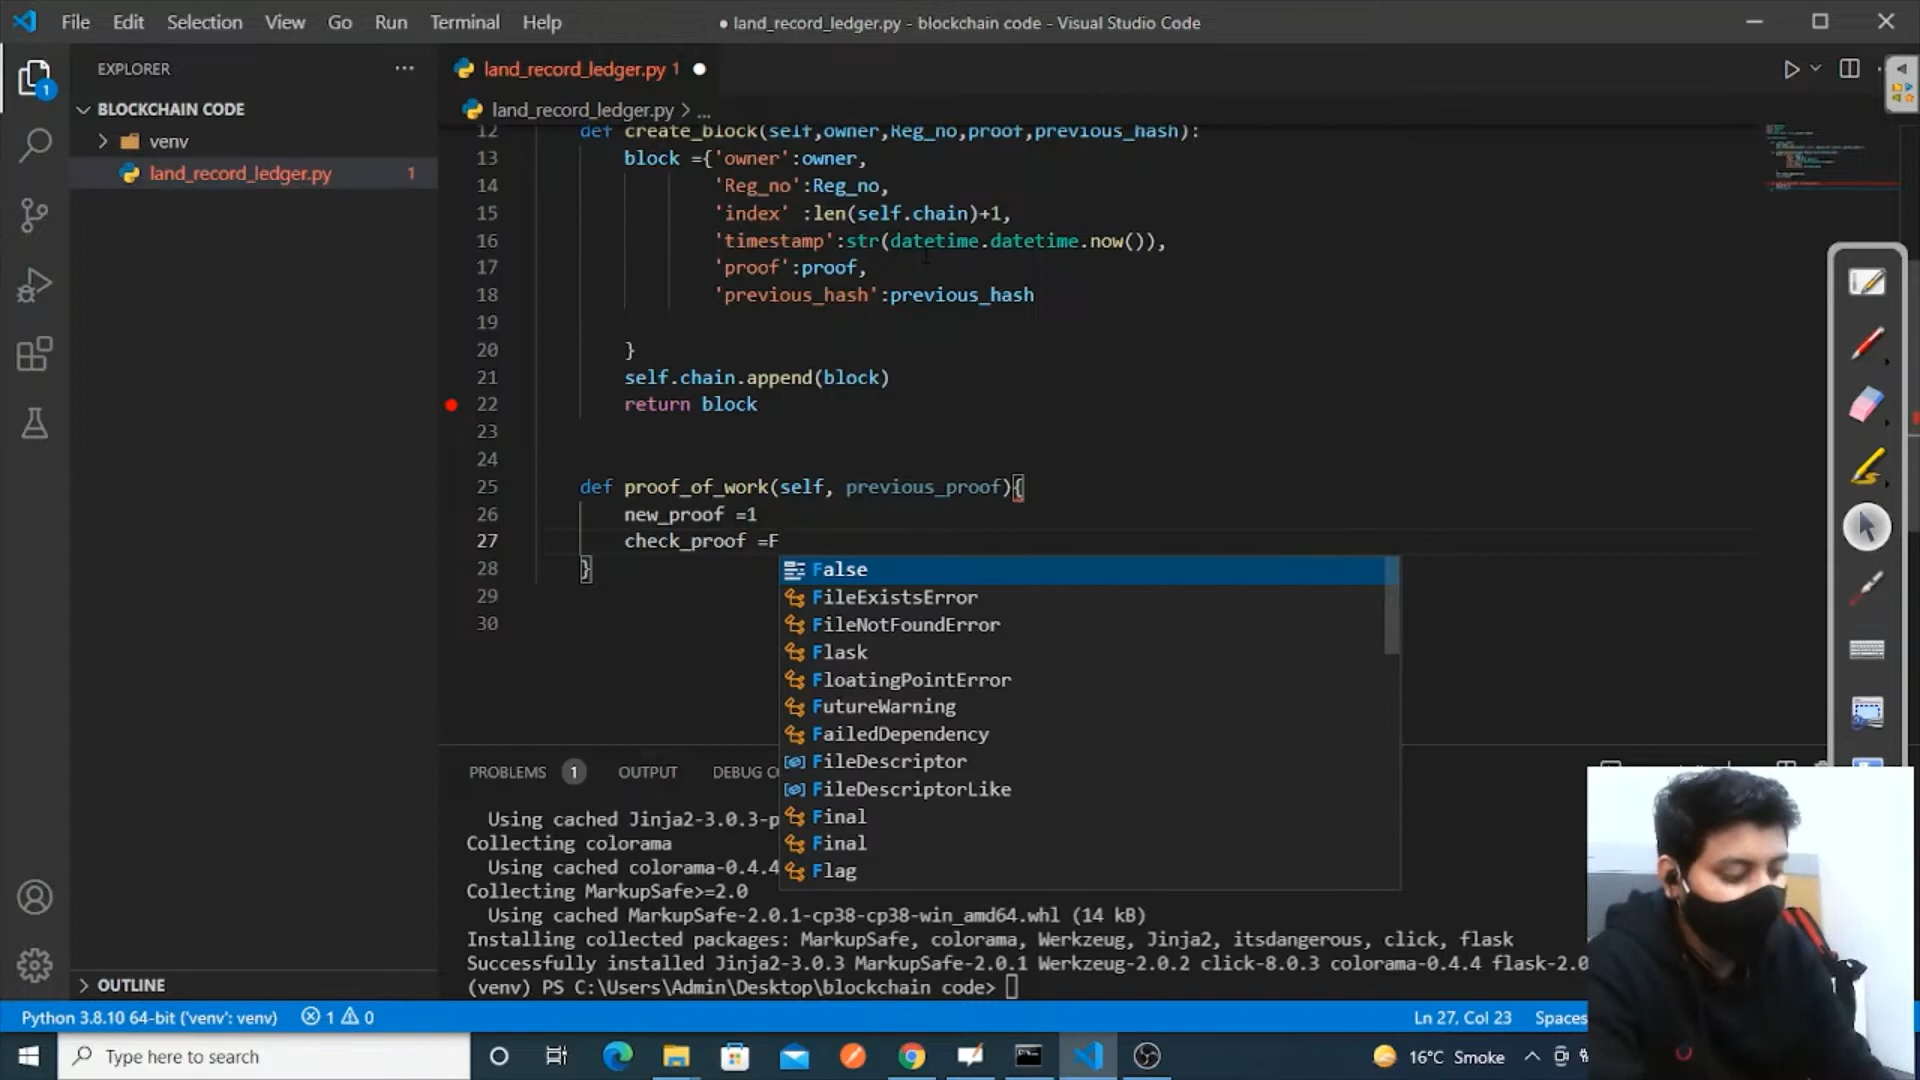 File Edit Selection View Go Run Terminal Help
● land_record_ledger.py - blockchain code - Visual Studio Code
EXPLORER
land_record_ledger.py 1
BLOCKCHAIN CODE
land_record_ledger.py > ...
venv
land_record_ledger.py 1
12 def create_block(self,owner,Reg_no,proof,previous_hash):
13 block ={'owner':owner,
14 'Reg_no':Reg_no,
15 'index' :len(self.chain)+1,
16 'timestamp':str(datetime.datetime.now()),
17 'proof':proof,
18 'previous_hash':previous_hash
19
20 }
21 self.chain.append(block)
22 return block
23
24
25 def proof_of_work(self, previous_proof){
26 new_proof =1
27 check_proof =F
28 }
29
30
False
FileExistsError
FileNotFoundError
Flask
FloatingPointError
FutureWarning
FailedDependency
FileDescriptor
FileDescriptorLike
Final
Final
Flag
PROBLEMS 1 OUTPUT DEBUG
Using cached Jinja2-3.0.3-p
Collecting colorama
Using cached colorama-0.4.4
Collecting MarkupSafe>=2.0
Using cached MarkupSafe-2.0.1-cp38-cp38-win_amd64.whl (14 kB)
Installing collected packages: MarkupSafe, colorama, Werkzeug, Jinja2, itsdangerous, click, flask
Successfully installed Jinja2-3.0.3 MarkupSafe-2.0.1 Werkzeug-2.0.2 click-8.0.3 colorama-0.4.4 flask-2.0
(venv) PS C:\Users\Admin\Desktop\blockchain code>
OUTLINE
Python 3.8.10 64-bit ('venv': venv) 1 0
Ln 27, Col 23 Spaces
Type here to search
16°C Smoke
1